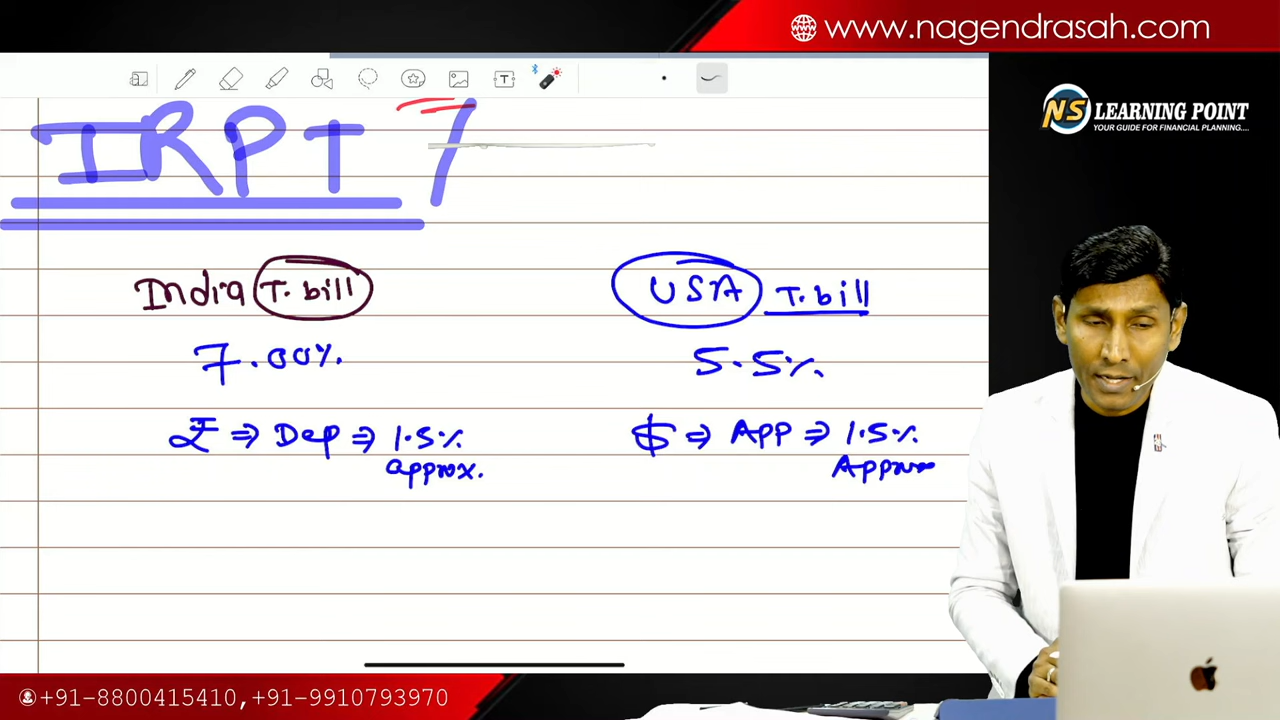 www.nagendrasah.com
NS LEARNING POINT
YOUR GUIDE FOR FINANCIAL PLANNING....
IRPT
India T. bill
USA T. bill
7.00%
5.5%
₹ ⇒ Dep ⇒ 1.5%
approx.
$ ⇒ APP ⇒ 1.5%
Approx
+91-8800415410,+91-9910793970